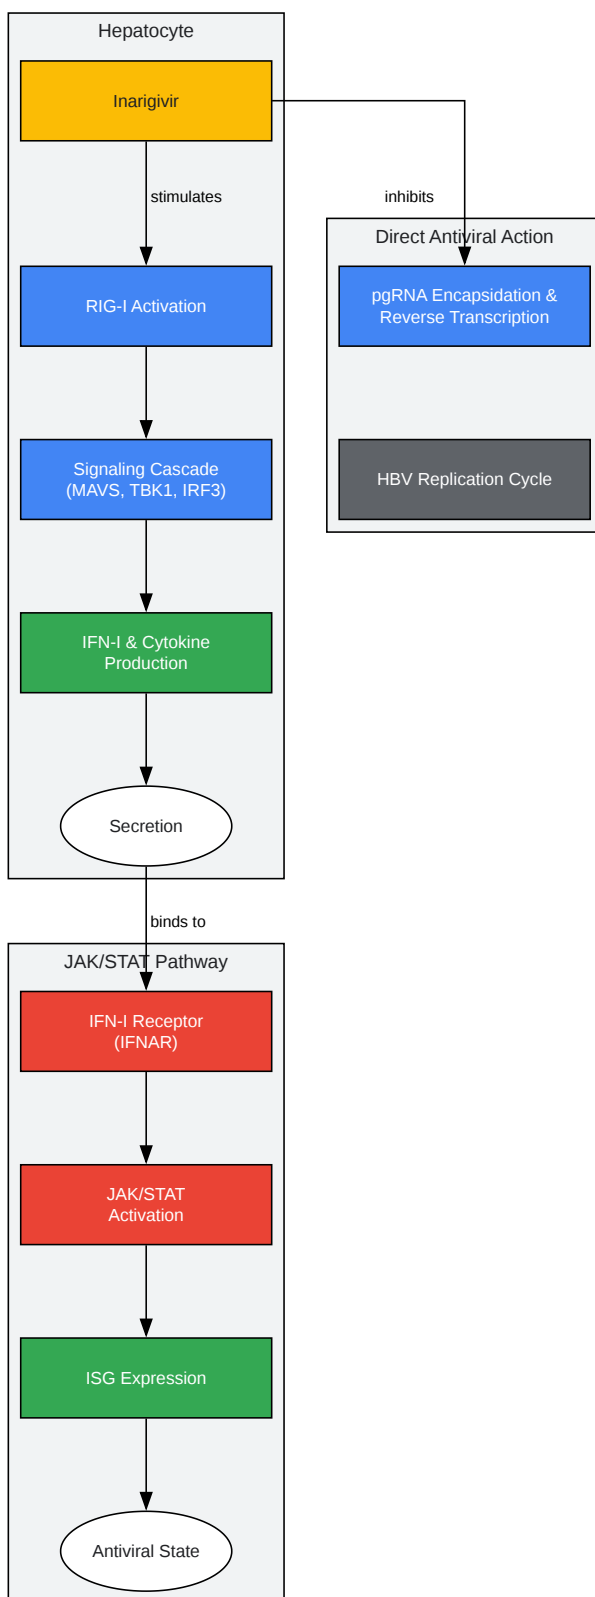 Hepatocyte
Inarigivir
stimulates
inhibits
Direct Antiviral Action
RIG-I Activation
pgRNA Encapsidation &
Reverse Transcription
Signaling Cascade
(MAVS, TBK1, IRF3)
HBV Replication Cycle
IFN-I & Cytokine
Production
Secretion
binds to
JAK/STAT Pathway
IFN-I Receptor
(IFNAR)
JAK/STAT
Activation
ISG Expression
Antiviral State